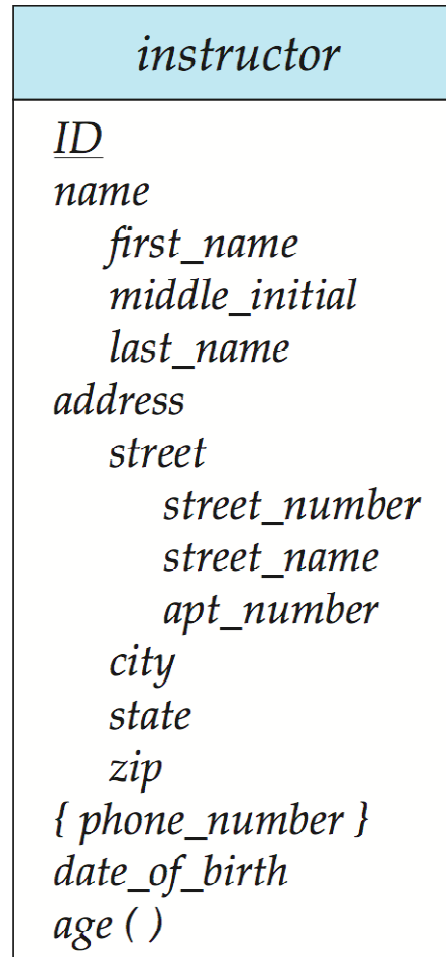 instructor
ID
name
first_name
middle_initial
last_name
address
street
street_number
street_name
apt_number
city
state
zip
{ phone_number }
date_of_birth
age ( )